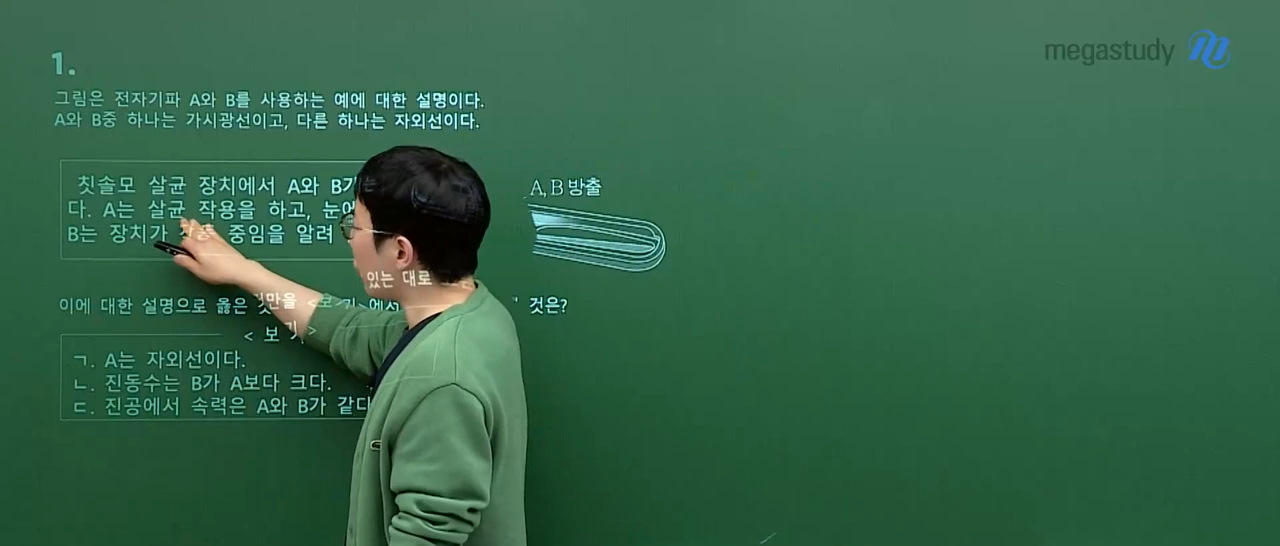 megastudy
1.
그림은 전자기파 A와 B를 사용하는 예에 대한 설명이다.
A와 B중 하나는 가시광선이고, 다른 하나는 자외선이다.
칫솔모 살균 장치에서 A와 B가
다. A는 살균 작용을 하고, 눈에
B는 장치가 중임을 알려
A, B 방출
이에 대한 설명으로 옳은 것만을 <보기>에서 있는 대로 것은?
< 보 기 >
ㄱ. A는 자외선이다.
ㄴ. 진동수는 B가 A보다 크다.
ㄷ. 진공에서 속력은 A와 B가 같다